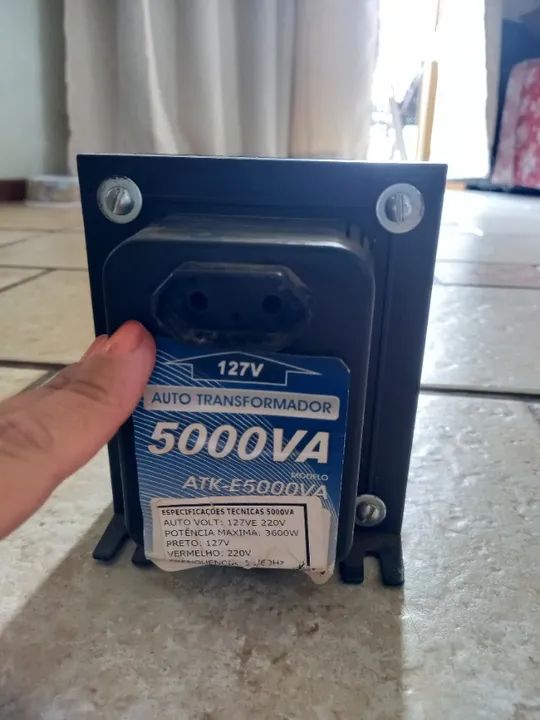 127V
AUTO TRANSFORMADOR
5000VA
MODELO
ATK-E5000VA
ESPECIFICAÇÕES TÉCNICAS 5000VA
AUTO VOLT: 127VE 220V
POTÊNCIA MAXIMA: 3600W
PRETO: 127V
VERMELHO: 220V